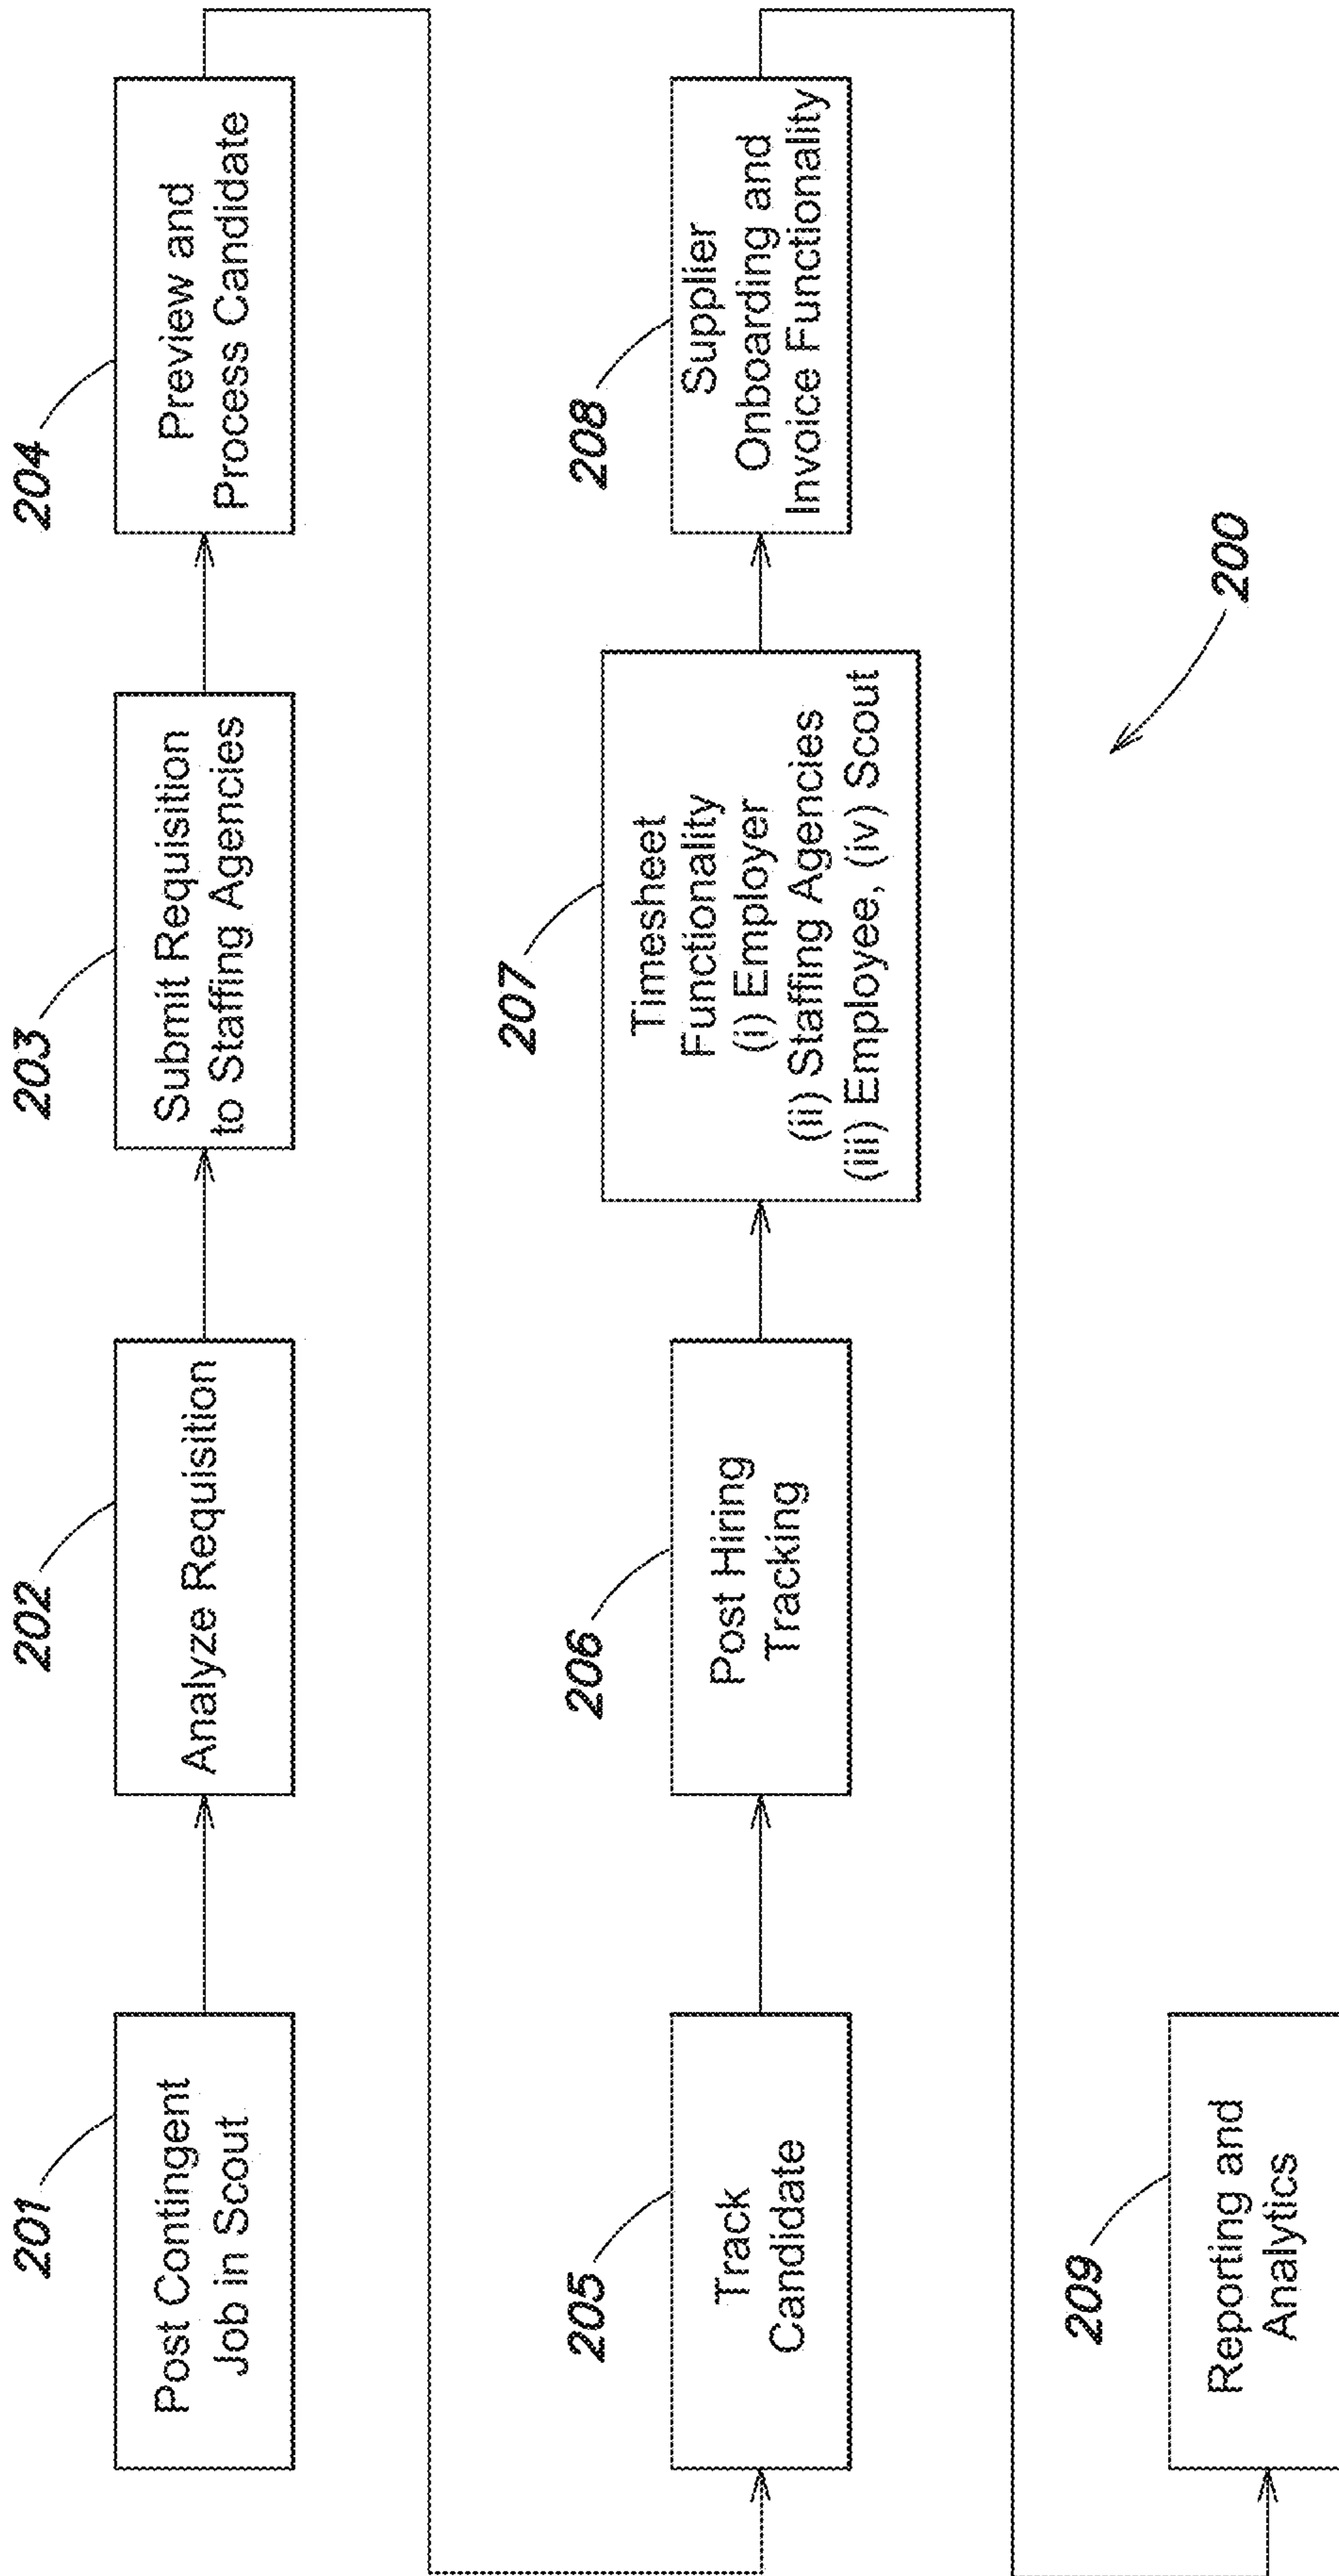 201
Post Contingent
Job in Scout
202
Analyze Requisition
203
Submit Requisition
to Staffing Agencies
204
Preview and
Process Candidate
205
Track
Candidate
206
Post Hiring
Tracking
207
Timesheet
Functionality
(i) Employer
(ii) Staffing Agencies
(iii) Employee, (iv) Scout
208
Supplier
Onboarding and
Invoice Functionality
209
Reporting and
Analytics
200